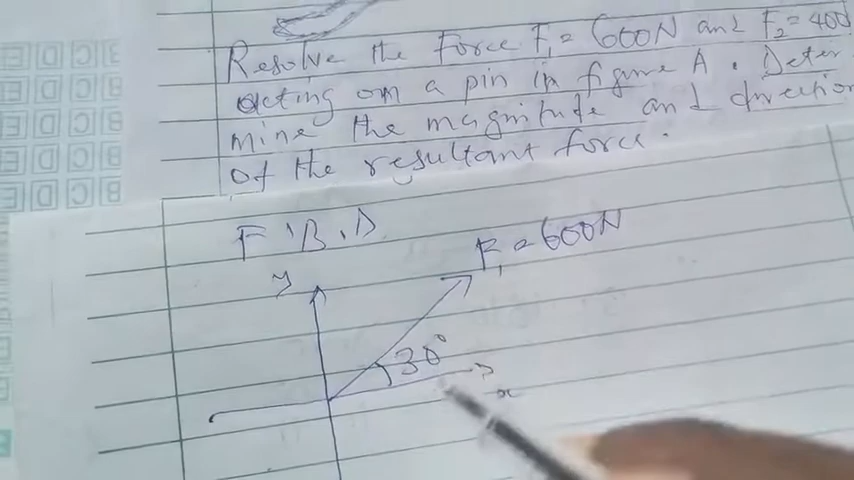 Resolve the Force F₁ = 600N and F₂ = 400
acting on a pin in figure A. Deter
mine the magnitude and direction
of the resultant force.
F.B.D
F₁ = 600N
y
30°
x